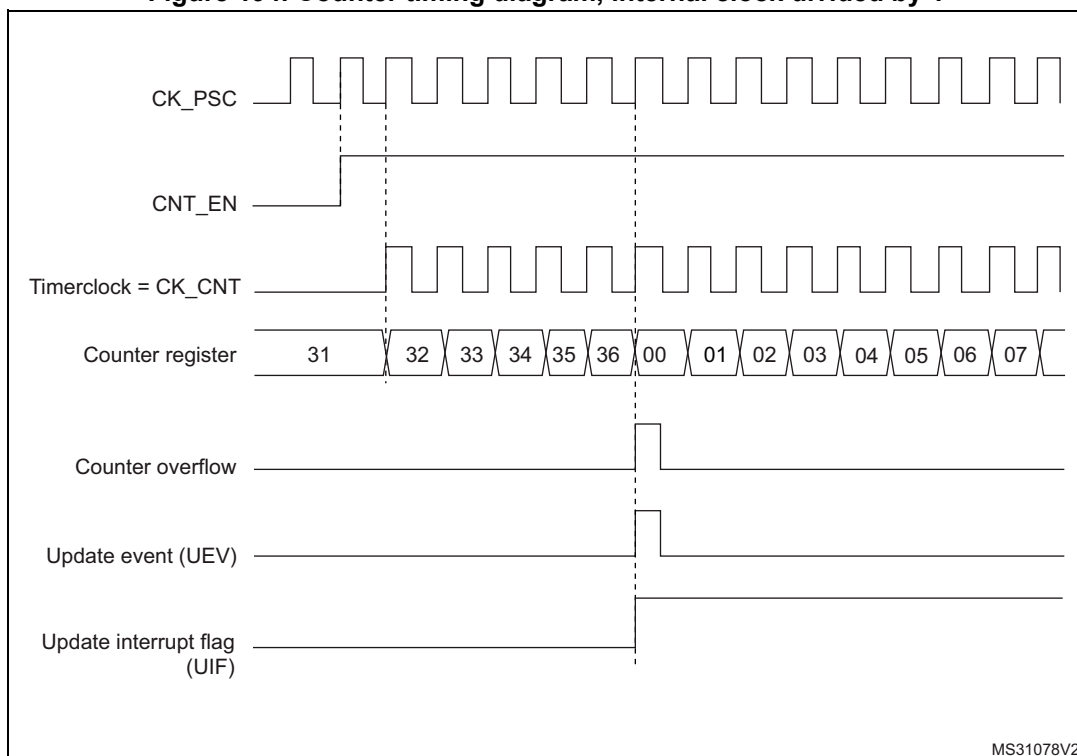 CK_PSC
CNT_EN
Timerclock = CK_CNT
Counter register 31 32 33 34 35 36 00 01 02 03 04 05 06 07
Counter overflow
Update event (UEV)
Update interrupt flag
(UIF)
MS31078V2